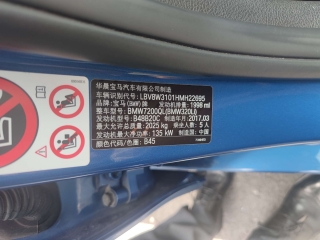 华晨宝马汽车有限公司制造
车辆识别代号: LBV8W3101HMH22695
品牌: 宝马(BMW)牌 发动机排量: 1998 ml
BMW7200QL(BMW320Li)
发动机型号: B48B20C 制造年月: 2017.03
最大允许总质量: 2025 kg 乘坐人数: 5人
发动机最大净功率: 135 kW 制造国: 中国
颜色代码: B45